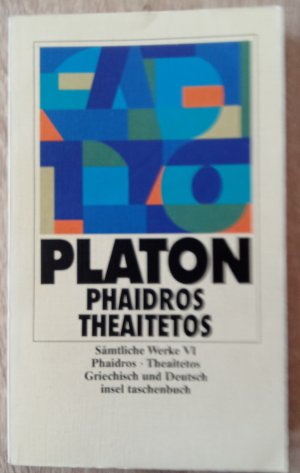 PLATON
PHAIDROS
THEAITETOS
Sämtliche Werke VI
Phaidros · Theaitetos
Griechisch und Deutsch
insel taschenbuch